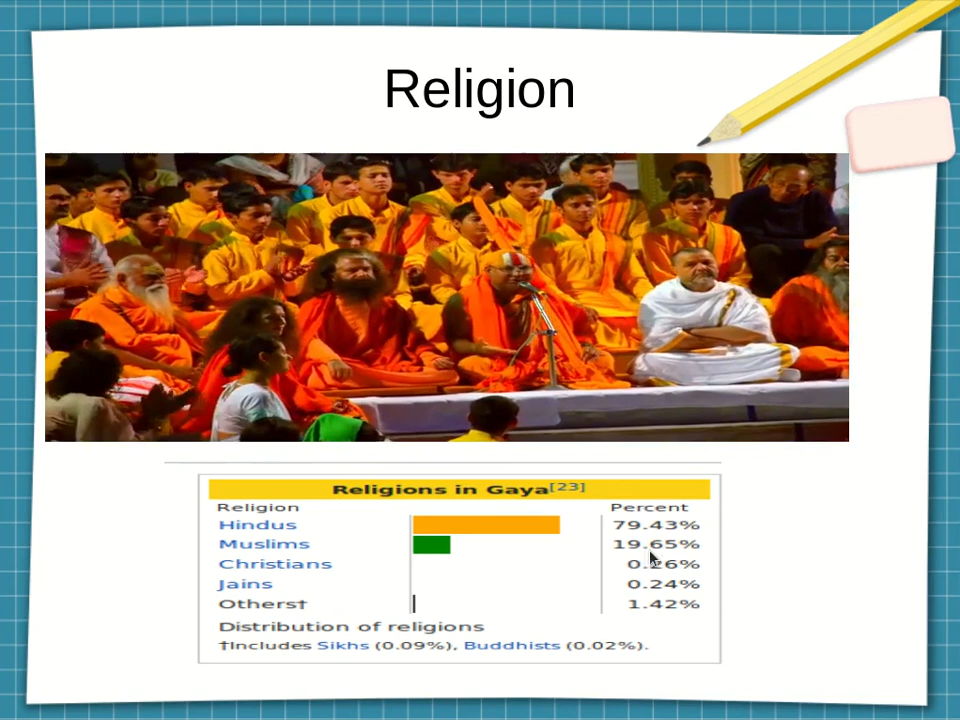 Religion
Religions in Gaya[23]
Religion Percent
Hindus 79.43%
Muslims 19.65%
Christians 0.26%
Jains 0.24%
Others† 1.42%
Distribution of religions
†Includes Sikhs (0.09%), Buddhists (0.02%).